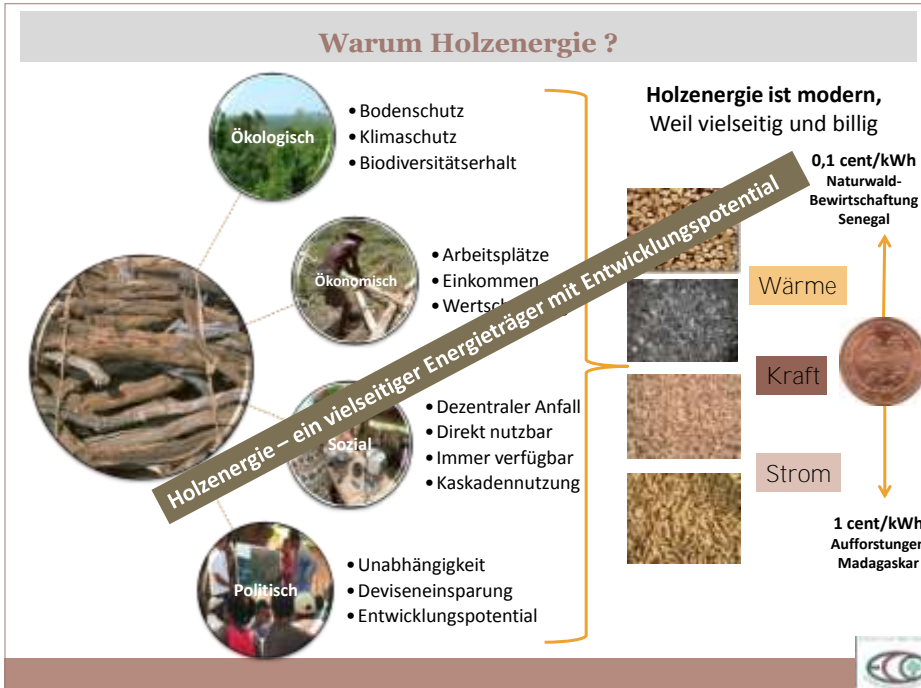 Warum Holzenergie ?
Ökologisch
• Bodenschutz
• Klimaschutz
• Biodiversitätserhalt
Ökonomisch
• Arbeitsplätze
• Einkommen
Sozial
• Dezentraler Anfall
• Direkt nutzbar
• Immer verfügbar
• Kaskadennutzung
Politisch
• Unabhängigkeit
• Deviseneinsparung
• Entwicklungspotential
Holzenergie – ein vielseitiger Energieträger mit Entwicklungspotential
Holzenergie ist modern,
Weil vielseitig und billig
0,1 cent/kWh
Naturwald-
Bewirtschaftung
Senegal
Wärme
Kraft
Strom
1 cent/kWh
Aufforstungen
Madagaskar